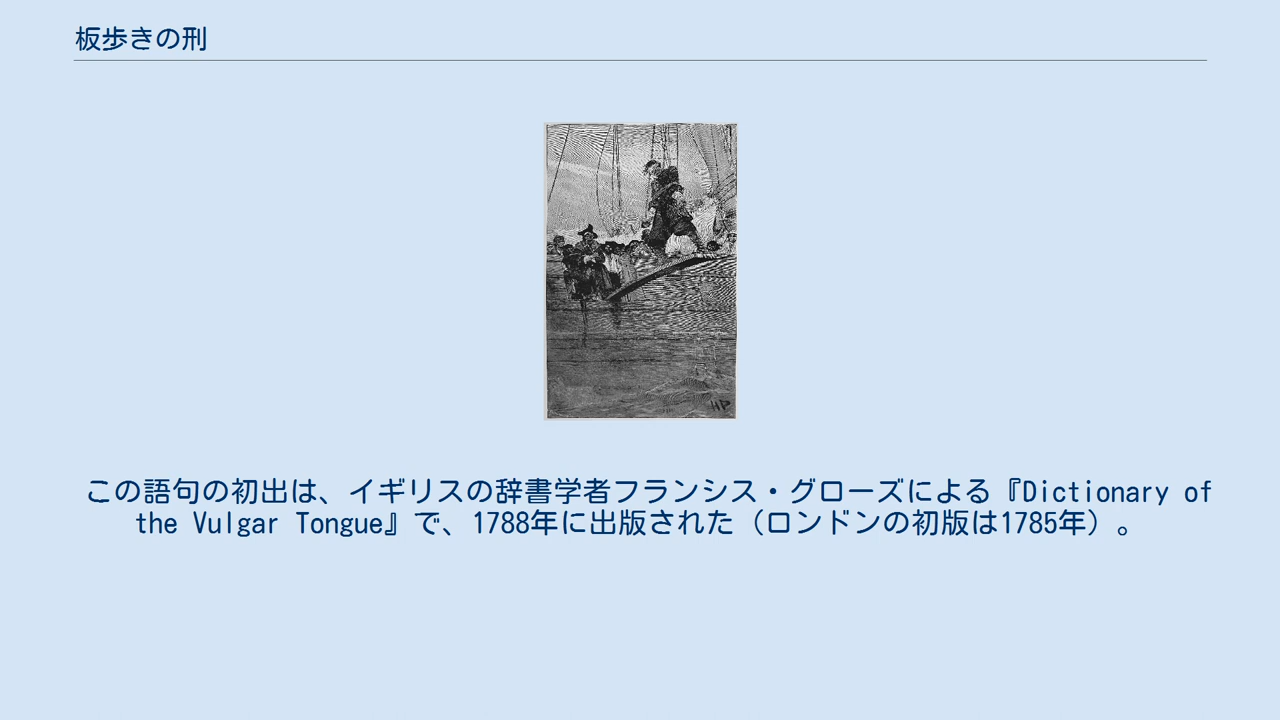 板歩きの刑
HP
この語句の初出は、イギリスの辞書学者フランシス・グローズによる『Dictionary of
the Vulgar Tongue』で、1788年に出版された（ロンドンの初版は1785年）。